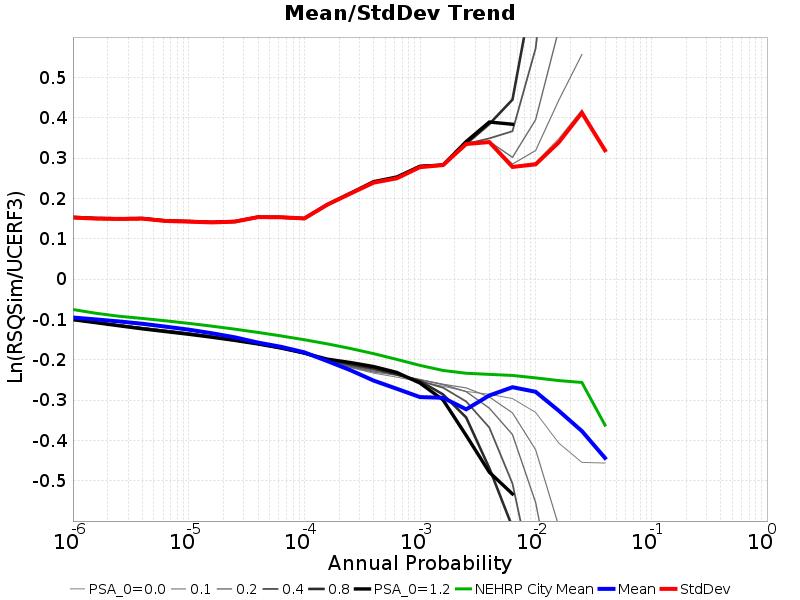 Mean/StdDev Trend
Ln(RSQSim/UCERF3)
0.5
0.4
0.3
0.2
0.1
0
-0.1
-0.2
-0.3
-0.4
-0.5
10^-6 10^-5 10^-4 10^-3 10^-2 10^-1 10^0
Annual Probability
PSA_0=0.0 0.1 0.2 0.4 0.8 PSA_0=1.2 NEHRP City Mean Mean StdDev